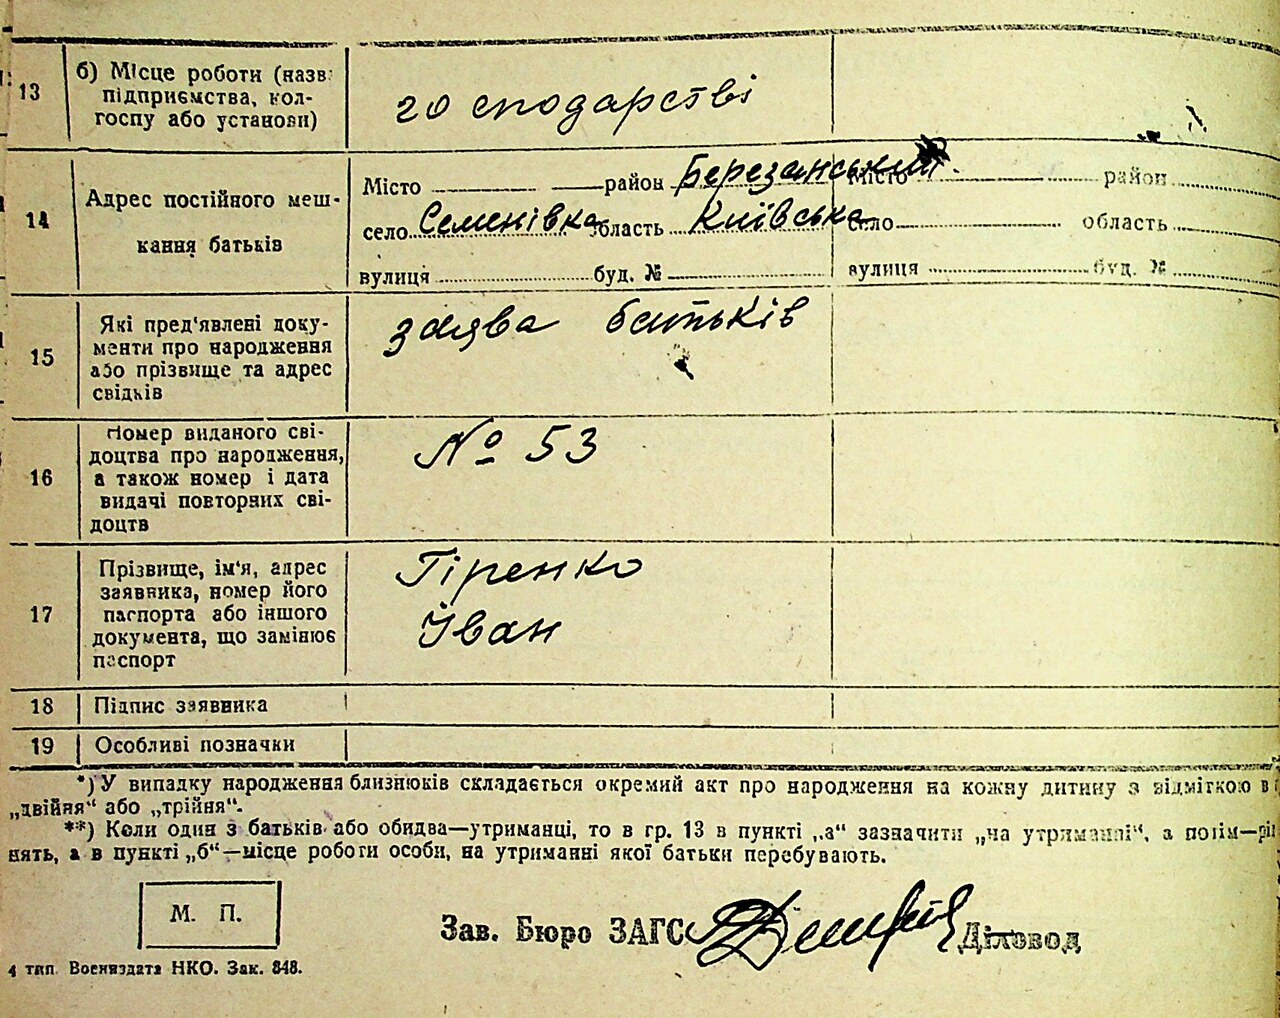 13 б) Місце роботи (назв
підприємства, кол-
госпу або установи)
го сподарстві
14 Адрес постійного меш-
кання батьків
Місто район Березанський.
село Семенівка область Київська
вулиця буд. №
Місто район
село область
вулиця буд. №
15 Які пред'явлені доку-
менти про народження
або прізвище та адрес
свідків
заява батьків
16 Номер виданого сві-
доцтва про народження,
а також номер і дата
видачі повторних сві-
доцтв
№ 53
17 Прізвище, ім'я, адрес
заявника, номер його
паспорта або іншого
документа, що замінює
паспорт
Гіренко
Іван
18 Підпис заявника
19 Особливі позначки
*) У випадку народження близнюків складається окремий акт про народження на кожну дитину з відміткою в
„двійня“ або „трійня“.
**) Коли один з батьків або обидва—утриманці, то в гр. 13 в пункті „а“ зазначити „на утриманні“, а потім—рі
нять, а в пункті „б“—місце роботи особи, на утриманні якої батьки перебувають.
М. П.
Зав. Бюро ЗАГС Діловод
4 тип. Воениздата НКО. Зак. 848.